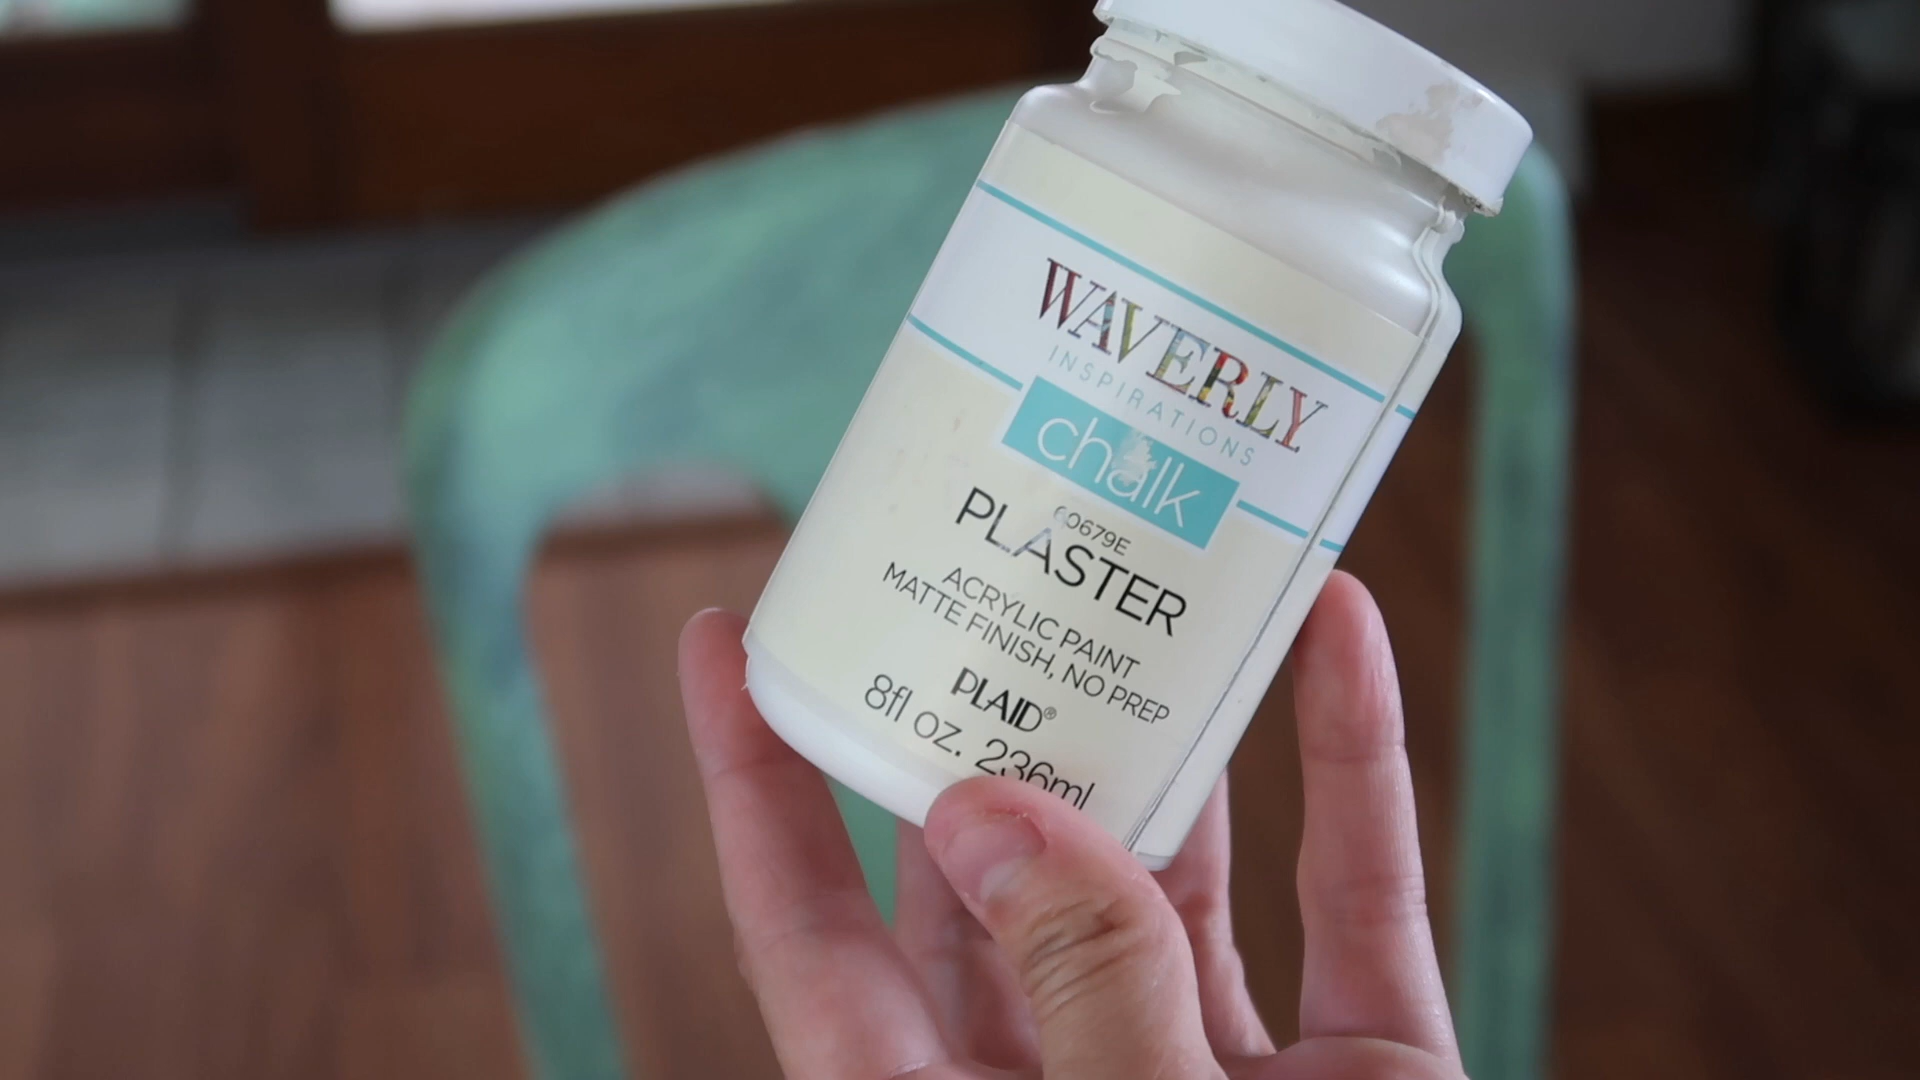 WAVERLY
INSPIRATIONS
chalk
60679E
PLASTER
ACRYLIC PAINT
MATTE FINISH, NO PREP
PLAID®
8fl oz. 236ml